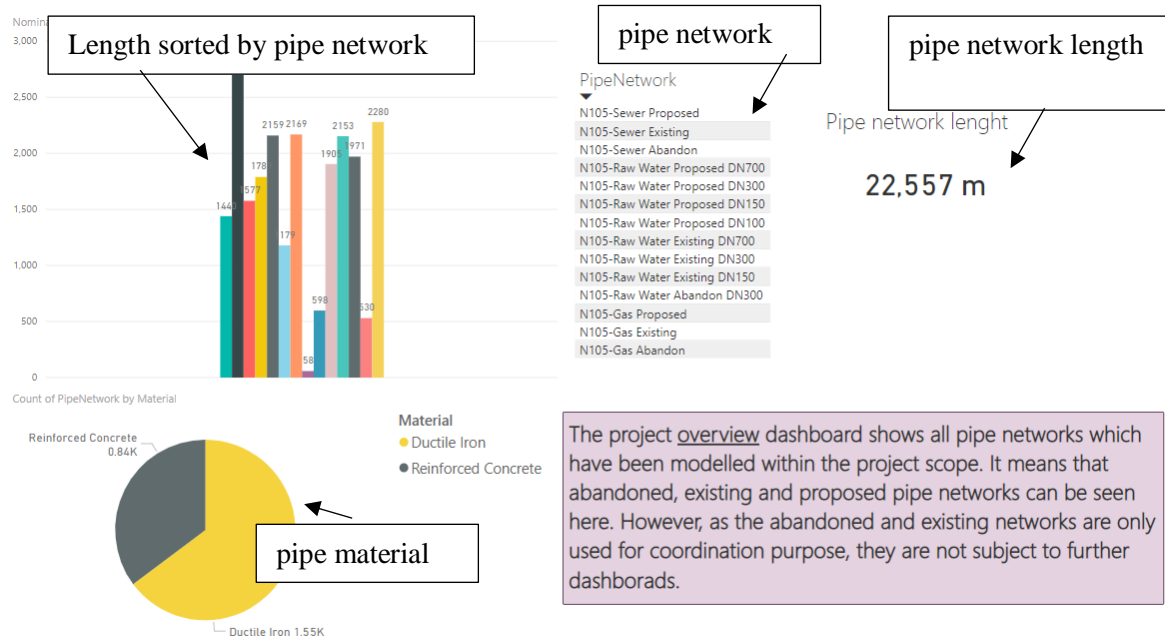 Nomina
3,000
Length sorted by pipe network
2,500
2,000
1,500
1,000
500
0
2159
2169
1577
179
58
598
2153
1971
530
2280
pipe network
PipeNetwork
N105-Sewer Proposed
N105-Sewer Existing
N105-Sewer Abandon
N105-Raw Water Proposed DN700
N105-Raw Water Proposed DN300
N105-Raw Water Proposed DN150
N105-Raw Water Proposed DN100
N105-Raw Water Existing DN700
N105-Raw Water Existing DN300
N105-Raw Water Existing DN150
N105-Raw Water Abandon DN300
N105-Gas Proposed
N105-Gas Existing
N105-Gas Abandon
pipe network length
Pipe network lenght
22,557 m
Count of PipeNetwork by Material
Reinforced Concrete
0.84K
Ductile Iron 1.55K
Material
Ductile Iron
Reinforced Concrete
pipe material
The project overview dashboard shows all pipe networks which
have been modelled within the project scope. It means that
abandoned, existing and proposed pipe networks can be seen
here. However, as the abandoned and existing networks are only
used for coordination purpose, they are not subject to further
dashborads.